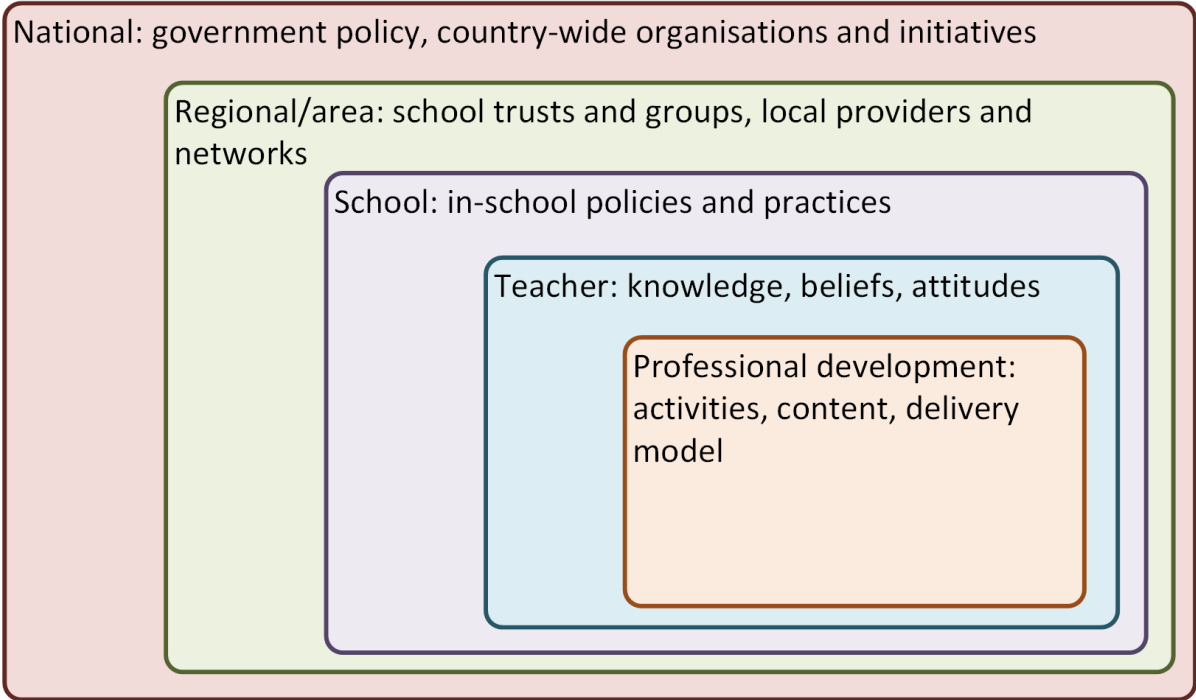 National: government policy, country-wide organisations and initiatives
Regional/area: school trusts and groups, local providers and
networks
School: in-school policies and practices
Teacher: knowledge, beliefs, attitudes
Professional development:
activities, content, delivery
model